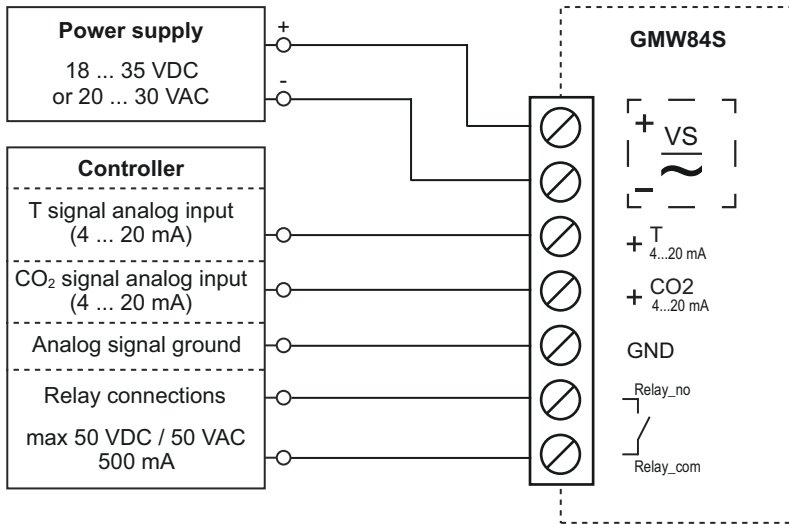 Power supply
18 ... 35 VDC
or 20 ... 30 VAC
+
-
Controller
T signal analog input
(4 ... 20 mA)
CO₂ signal analog input
(4 ... 20 mA)
Analog signal ground
Relay connections
max 50 VDC / 50 VAC
500 mA
GMW84S
+
VS
~
–
+ T
4...20 mA
+ CO2
4...20 mA
GND
Relay_no
Relay_com